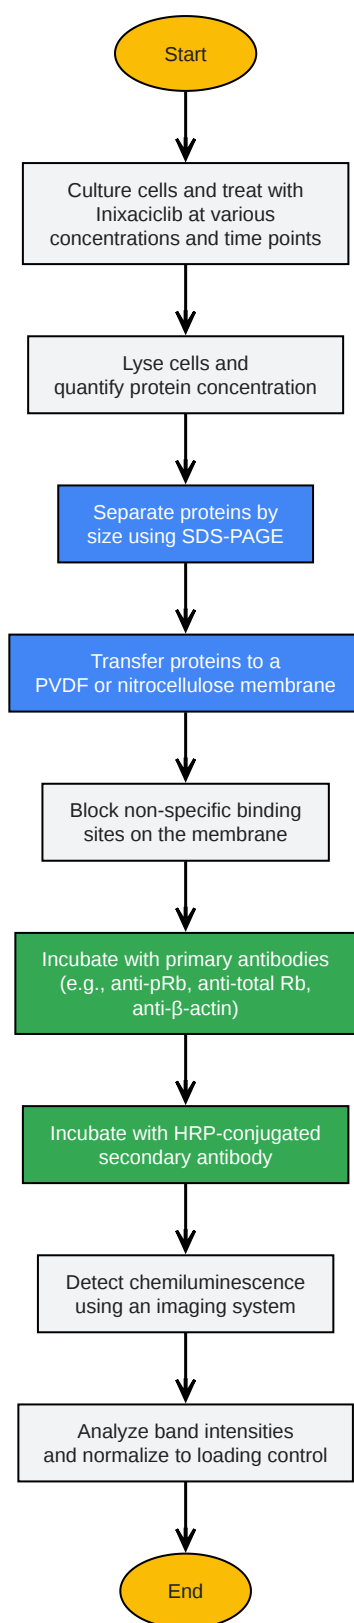 Start
Culture cells and treat with
Inixaciclib at various
concentrations and time points
Lyse cells and
quantify protein concentration
Separate proteins by
size using SDS-PAGE
Transfer proteins to a
PVDF or nitrocellulose membrane
Block non-specific binding
sites on the membrane
Incubate with primary antibodies
(e.g., anti-pRb, anti-total Rb,
anti-β-actin)
Incubate with HRP-conjugated
secondary antibody
Detect chemiluminescence
using an imaging system
Analyze band intensities
and normalize to loading control
End